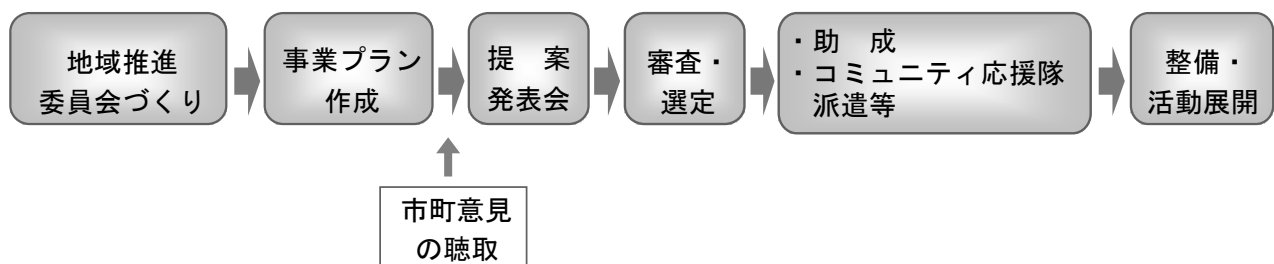 地域推進
委員会づくり
事業プラン
作成
提　案
発表会
審査・
選定
・助　成
・コミュニティ応援隊
派遣等
整備・
活動展開
市町意見
の聴取